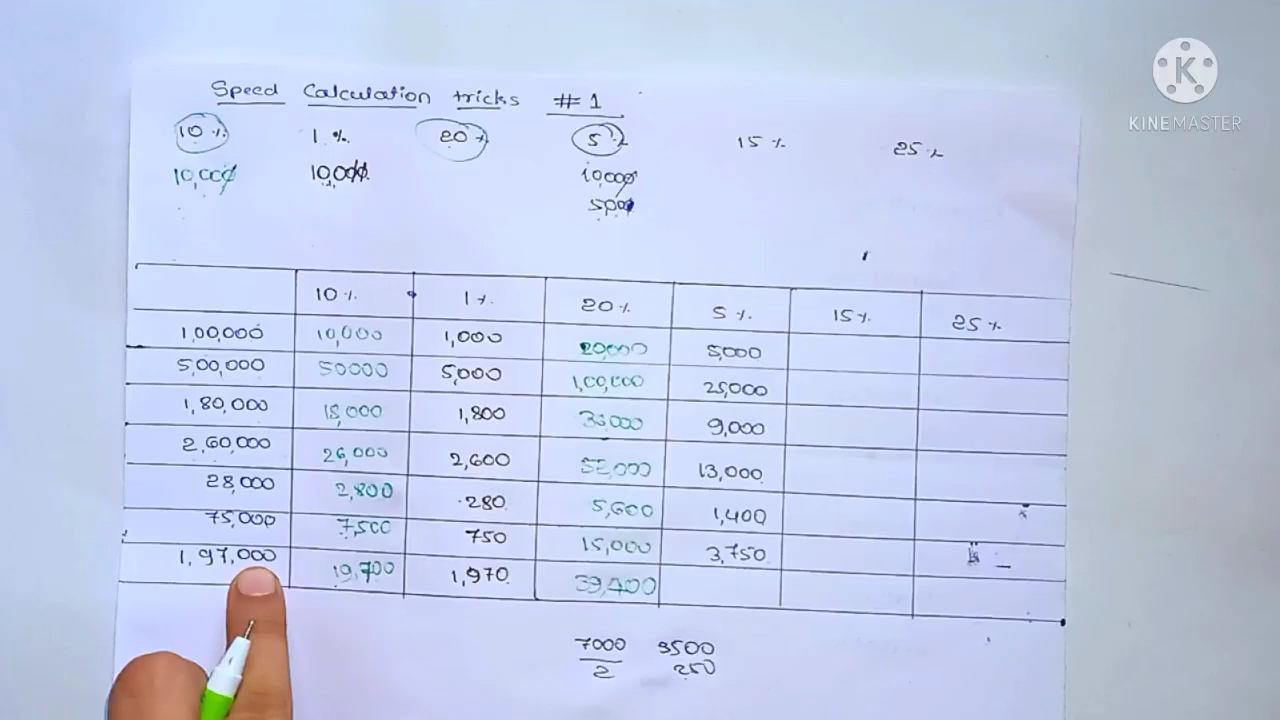 Speed Calculation tricks #1
10% 1% 20% 5% 15% 25%
10,000 10,000 10,000
5000
KINEMASTER
10% 1% 20% 5% 15% 25%
1,00,000 10,000 1,000 20,000 5,000
5,00,000 50000 5,000 1,00,000 25,000
1,80,000 18,000 1,800 36000 9,000
2,60,000 26,000 2,600 52,000 13,000
28,000 2,800 280 5,600 1,400
75,000 7,500 750 15,000 3,750
1,97,000 19,700 1,970 39,400
7000 3500
2 250